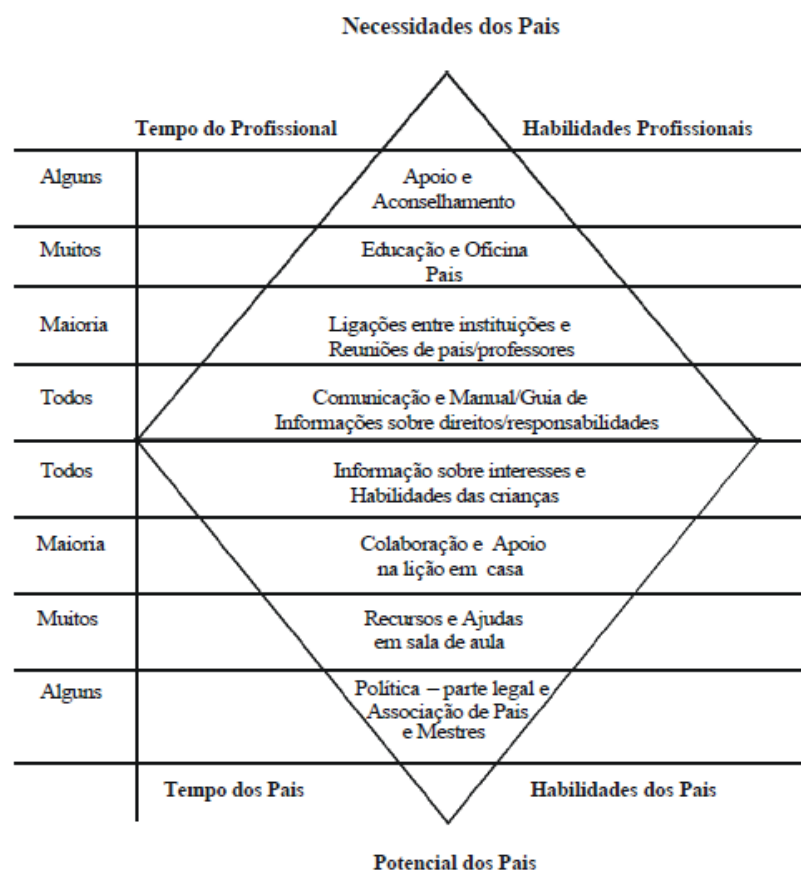 Necessidades dos Pais
Tempo do Profissional
Habilidades Profissionais
Alguns
Apoio e
Aconselhamento
Muitos
Educação e Oficina
Pais
Maioria
Ligações entre instituições e
Reuniões de pais/professores
Todos
Comunicação e Manual/Guia de
Informações sobre direitos/responsabilidades
Todos
Informação sobre interesses e
Habilidades das crianças
Maioria
Colaboração e Apoio
na lição em casa
Muitos
Recursos e Ajudas
em sala de aula
Alguns
Política – parte legal e
Associação de Pais
e Mestres
Tempo dos Pais
Habilidades dos Pais
Potencial dos Pais